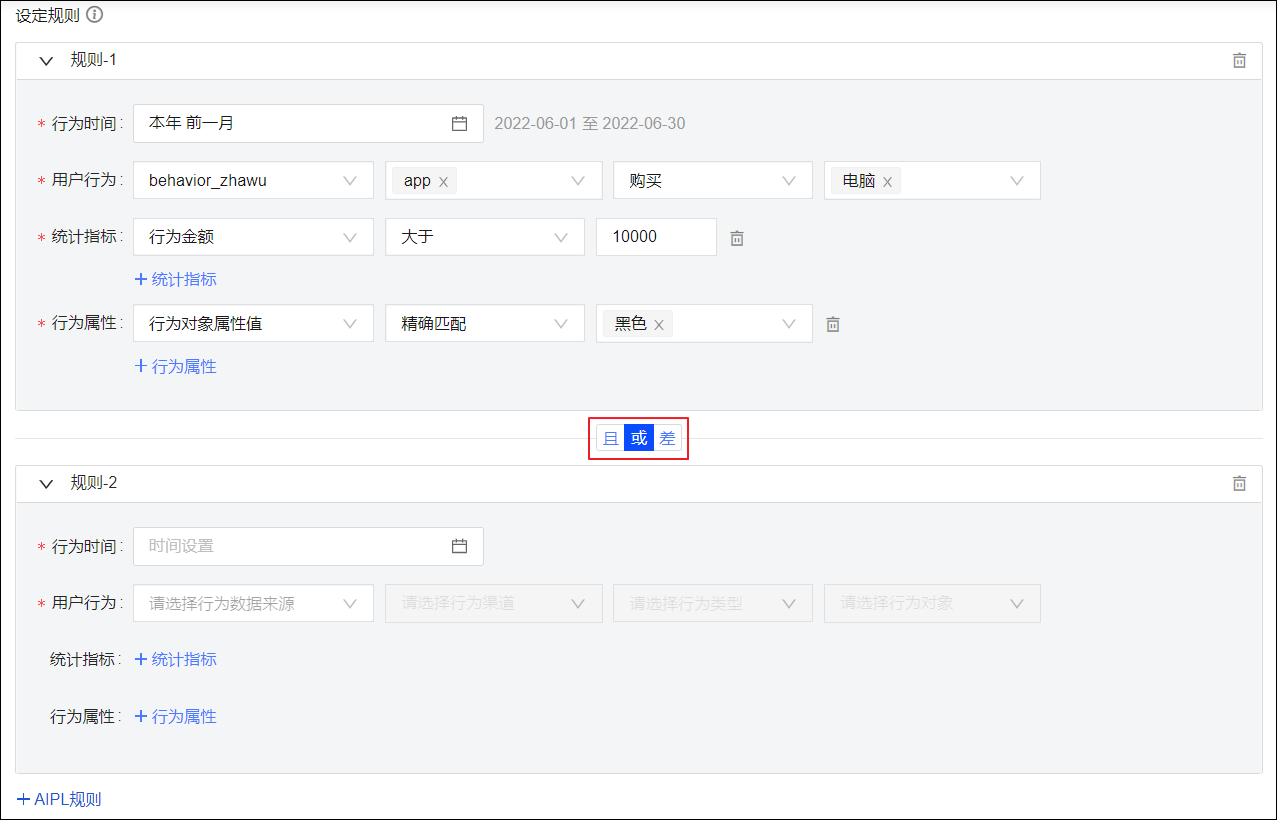 设定规则
规则-1
* 行为时间: 本年 前一月 2022-06-01 至 2022-06-30
* 用户行为: behavior_zhawu app x 购买 电脑 x
* 统计指标: 行为金额 大于 10000
+ 统计指标
* 行为属性: 行为对象属性值 精确匹配 黑色 x
+ 行为属性
且 或 差
规则-2
* 行为时间: 时间设置
* 用户行为: 请选择行为数据来源 请选择行为渠道 请选择行为类型 请选择行为对象
统计指标: + 统计指标
行为属性: + 行为属性
+ AIPL规则